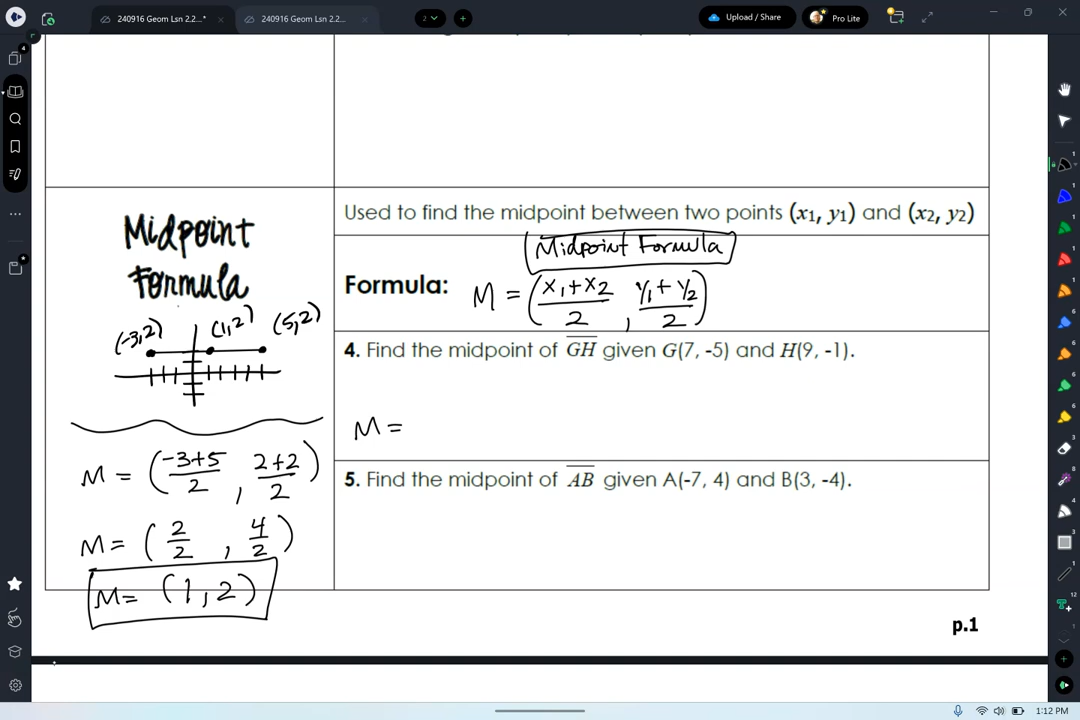 240916 Geom Lsn 2.2...*
240916 Geom Lsn 2.2...
2
Upload / Share
Pro Lite
Midpoint
Formula
(-3,2)
(1,2)
(5,2)
M = (-3+5/2, 2+2/2)
M = (2/2, 4/2)
M = (1,2)
Used to find the midpoint between two points (x1, y1) and (x2, y2)
Midpoint Formula
Formula: M = (x₁+x₂/2, y₁+y₂/2)
4. Find the midpoint of G̅H̅ given G(7, -5) and H(9, -1).
M =
5. Find the midpoint of A̅B̅ given A(-7, 4) and B(3, -4).
p.1
1:12 PM